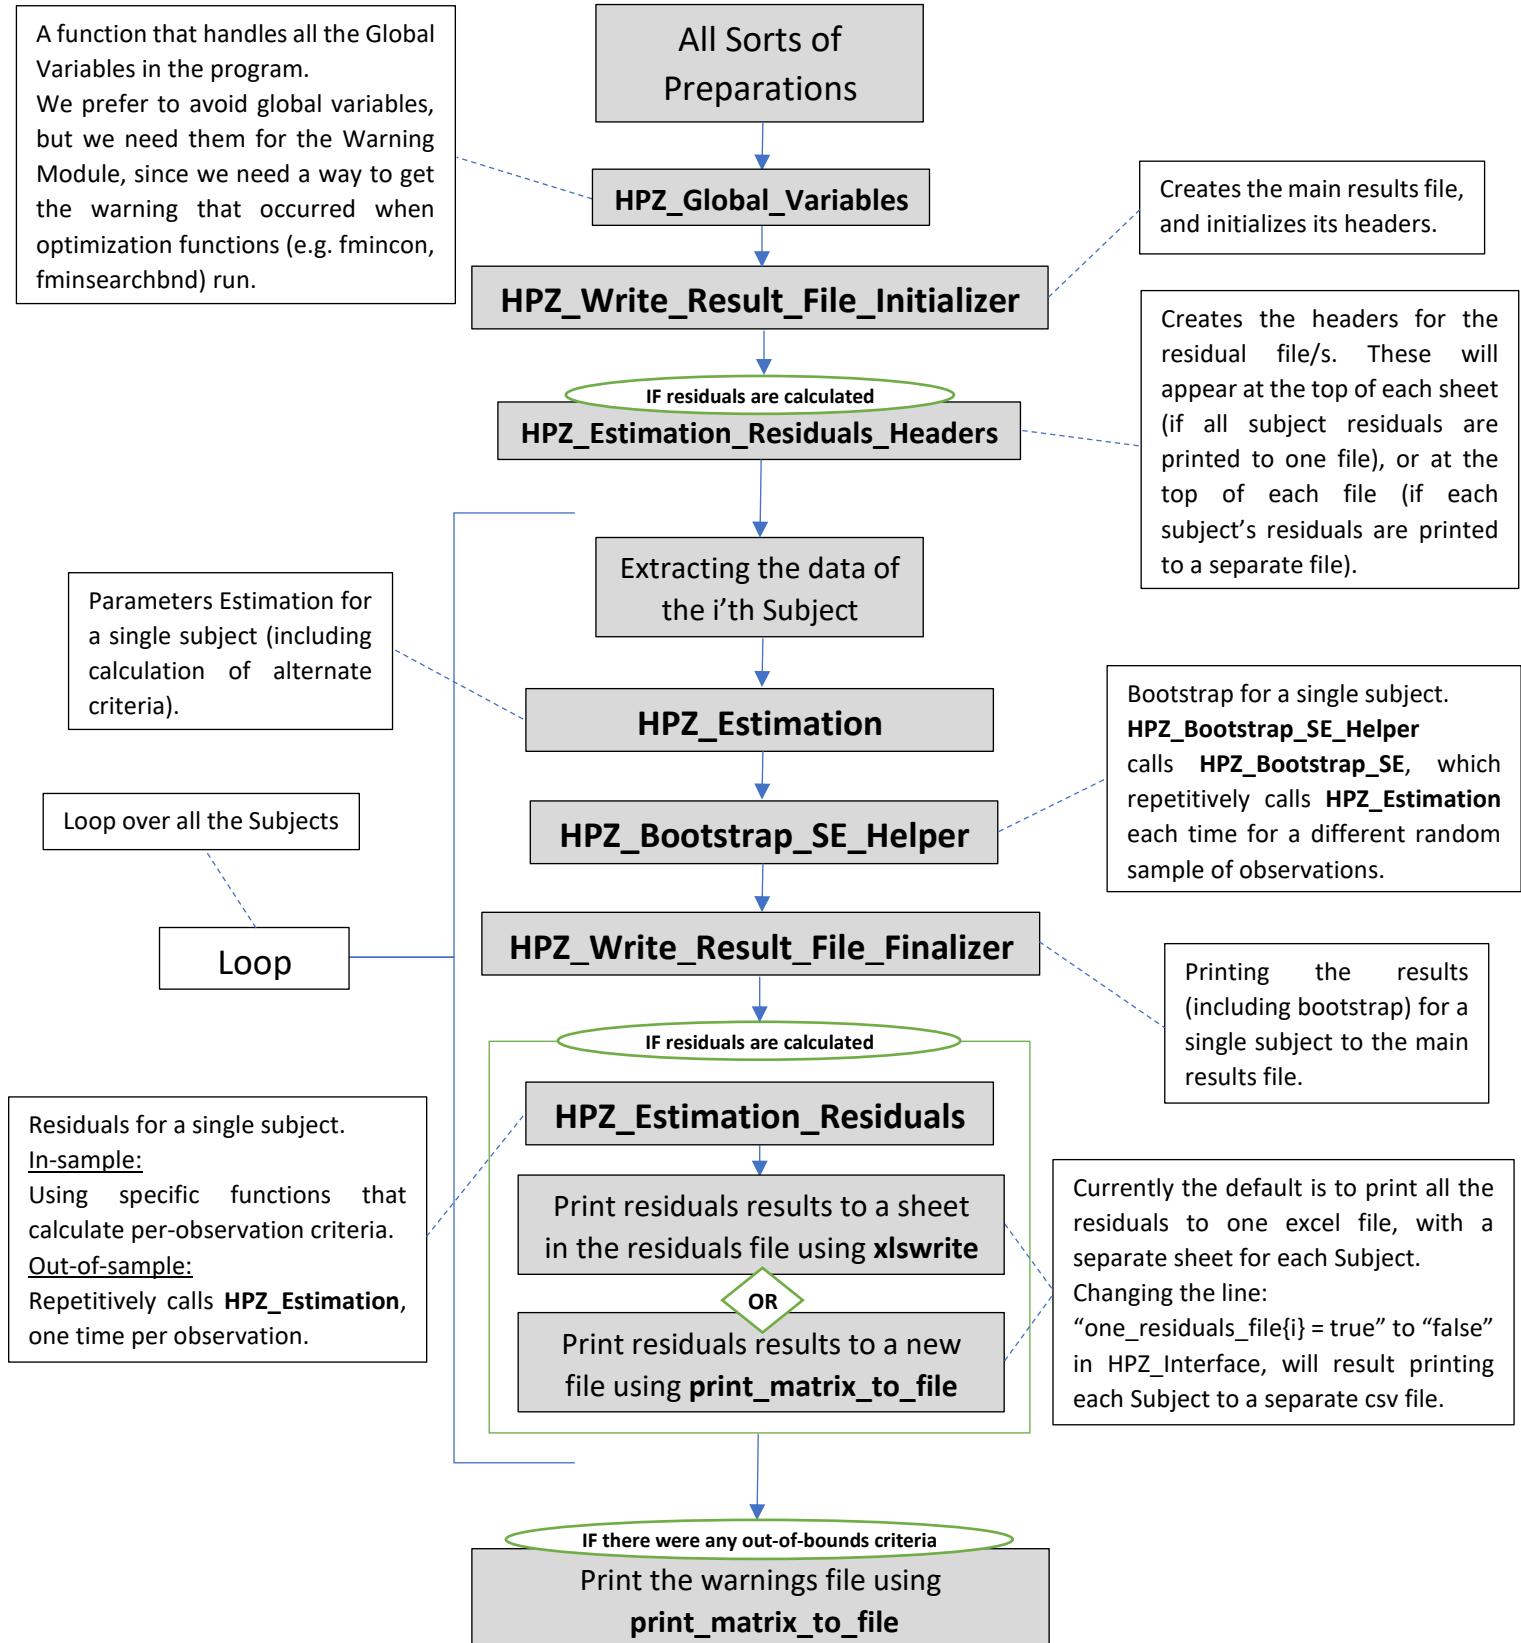 A function that handles all the Global
Variables in the program.
We prefer to avoid global variables,
but we need them for the Warning
Module, since we need a way to get
the warning that occurred when
optimization functions (e.g. fmincon,
fminsearchbnd) run.
All Sorts of
Preparations
HPZ_Global_Variables
Creates the main results file,
and initializes its headers.
HPZ_Write_Result_File_Initializer
Creates the headers for the
residual file/s. These will
appear at the top of each sheet
(if all subject residuals are
printed to one file), or at the
top of each file (if each
subject’s residuals are printed
to a separate file).
IF residuals are calculated
HPZ_Estimation_Residuals_Headers
Extracting the data of
the i’th Subject
Parameters Estimation for
a single subject (including
calculation of alternate
criteria).
HPZ_Estimation
Bootstrap for a single subject.
HPZ_Bootstrap_SE_Helper
calls HPZ_Bootstrap_SE, which
repetitively calls HPZ_Estimation
each time for a different random
sample of observations.
Loop over all the Subjects
HPZ_Bootstrap_SE_Helper
Loop
HPZ_Write_Result_File_Finalizer
Printing the results
(including bootstrap) for a
single subject to the main
results file.
IF residuals are calculated
HPZ_Estimation_Residuals
Residuals for a single subject.
In-sample:
Using specific functions that
calculate per-observation criteria.
Out-of-sample:
Repetitively calls HPZ_Estimation,
one time per observation.
Print residuals results to a sheet
in the residuals file using xlswrite
OR
Print residuals results to a new
file using print_matrix_to_file
Currently the default is to print all the
residuals to one excel file, with a
separate sheet for each Subject.
Changing the line:
“one_residuals_file{i} = true” to “false”
in HPZ_Interface, will result printing
each Subject to a separate csv file.
IF there were any out-of-bounds criteria
Print the warnings file using
print_matrix_to_file